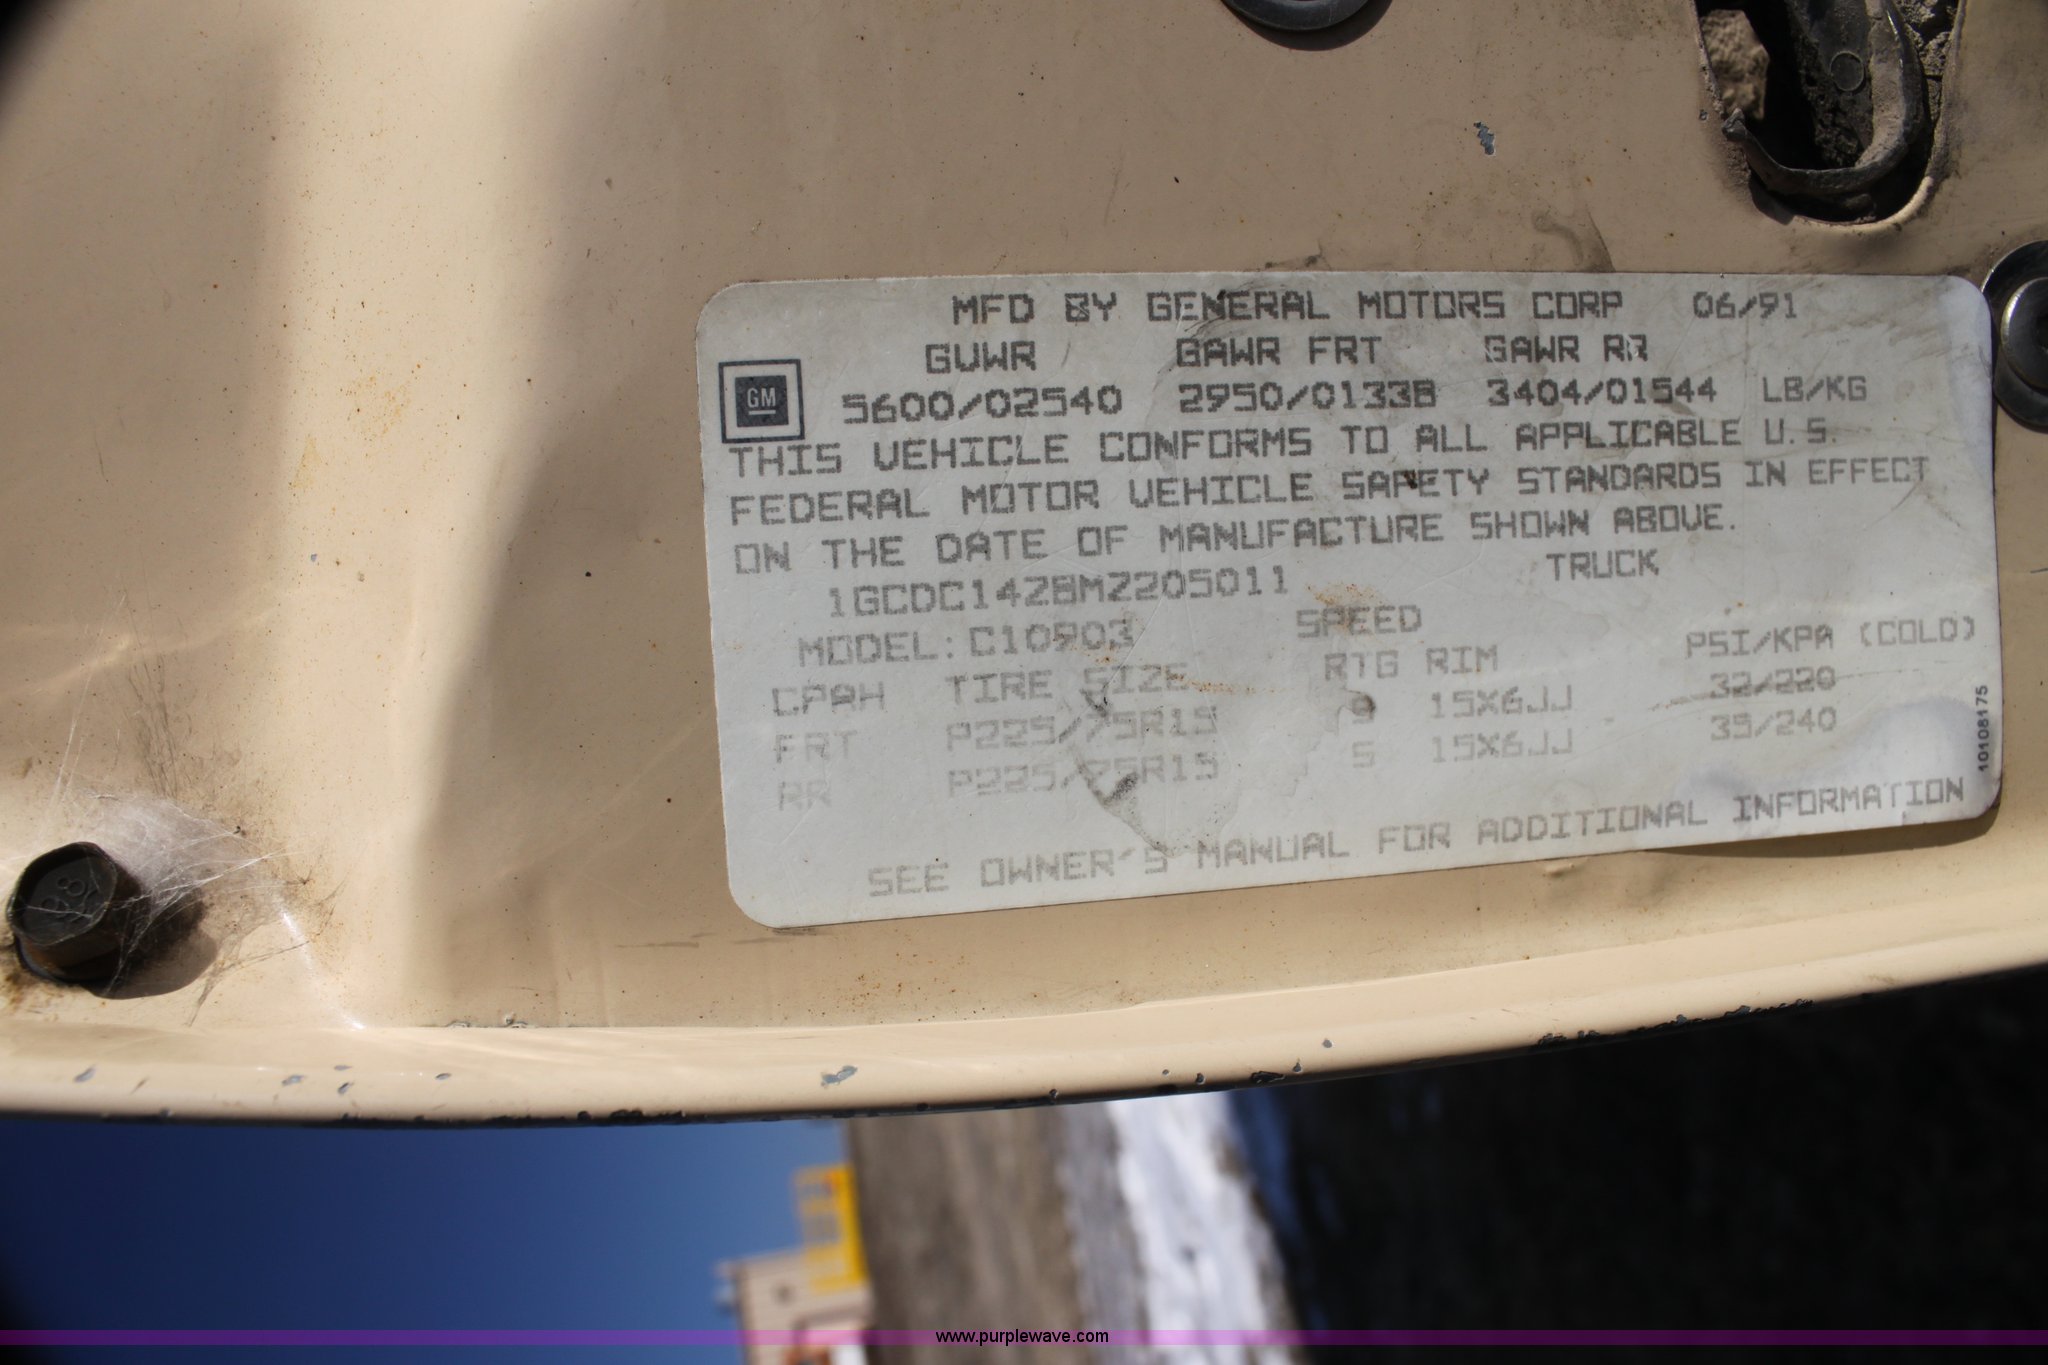 MFD BY GENERAL MOTORS CORP 06/91
GVWR GAWR FRT GAWR RR
GM
5600/02540 2950/01338 3404/01544 LB/KG
THIS VEHICLE CONFORMS TO ALL APPLICABLE U.S.
FEDERAL MOTOR VEHICLE SAFETY STANDARDS IN EFFECT
ON THE DATE OF MANUFACTURE SHOWN ABOVE.
1GCDC14Z8MZ205011 TRUCK
MODEL: C10903 SPEED
CPAH TIRE SIZE RTG RIM PSI/KPA (COLD)
FRT P225/75R15 S 15X6JJ 32/220
RR P225/75R15 S 15X6JJ 35/240
SEE OWNER'S MANUAL FOR ADDITIONAL INFORMATION
10108175
www.purplewave.com